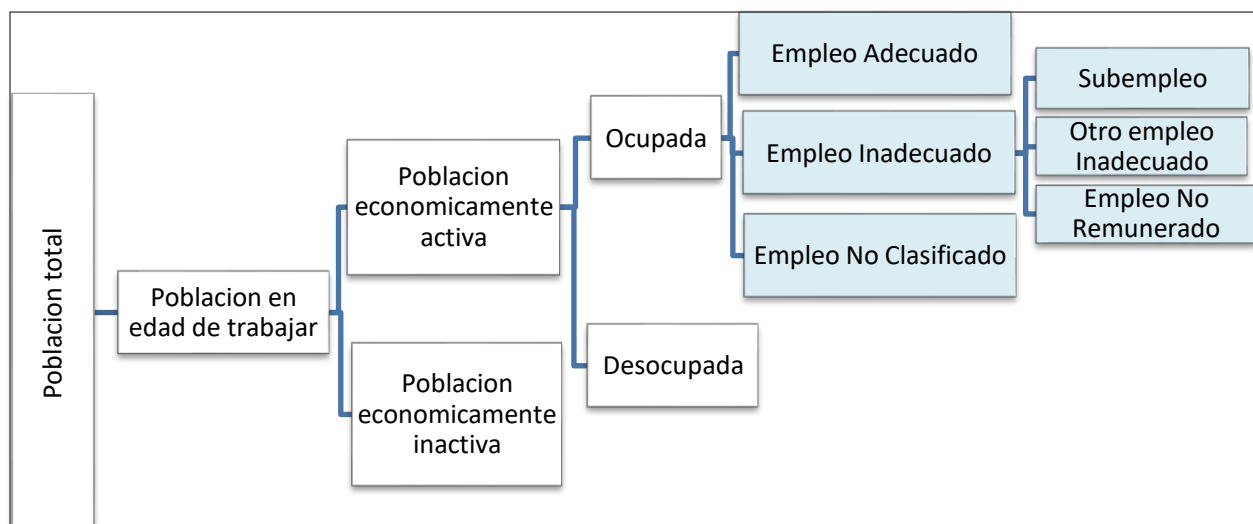 Poblacion total
Poblacion en
edad de trabajar
Poblacion
economicamente
activa
Poblacion
economicamente
inactiva
Ocupada
Desocupada
Empleo Adecuado
Empleo Inadecuado
Empleo No Clasificado
Subempleo
Otro empleo
Inadecuado
Empleo No
Remunerado